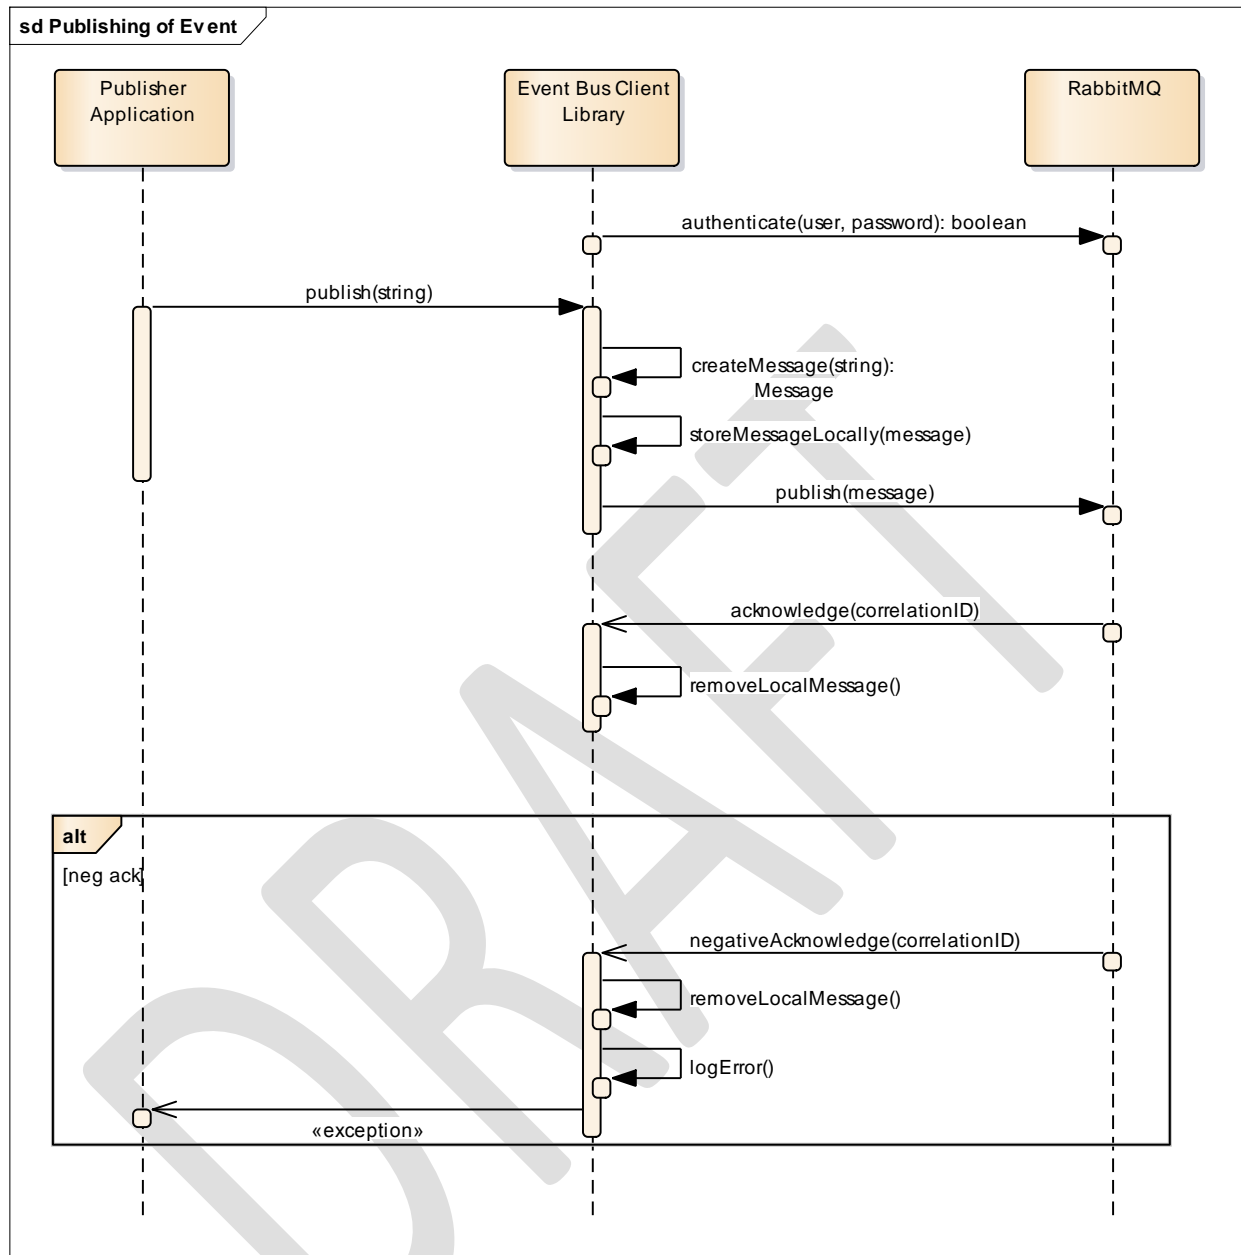 sd Publishing of Event
Publisher
Application
Event Bus Client
Library
RabbitMQ
authenticate(user, password): boolean
publish(string)
createMessage(string):
Message
storeMessageLocally(message)
publish(message)
acknowledge(correlationID)
removeLocalMessage()
alt
[neg ack]
negativeAcknowledge(correlationID)
removeLocalMessage()
logError()
«exception»
DRAFT